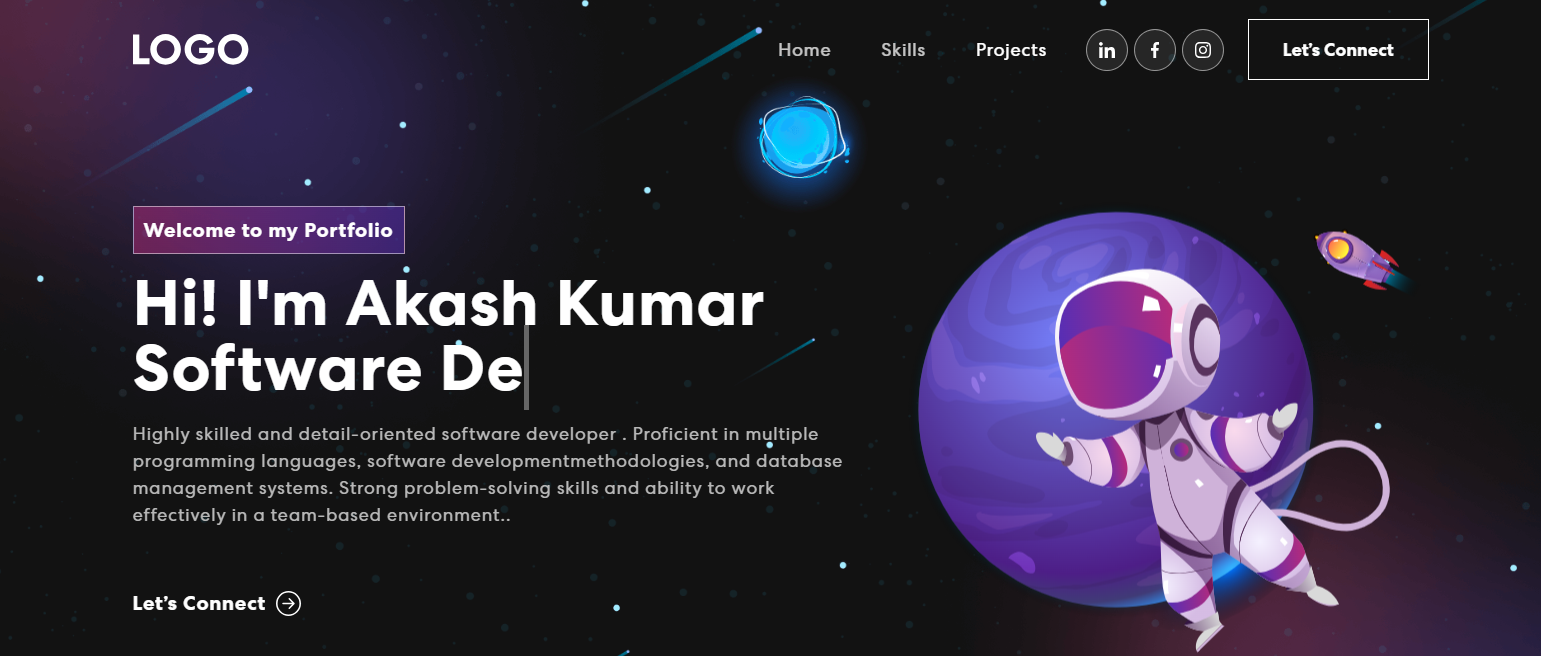 LOGO
Home Skills Projects in f Let's Connect
Welcome to my Portfolio
Hi! I'm Akash Kumar
Software De
Highly skilled and detail-oriented software developer . Proficient in multiple
programming languages, software developmentmethodologies, and database
management systems. Strong problem-solving skills and ability to work
effectively in a team-based environment..
Let's Connect